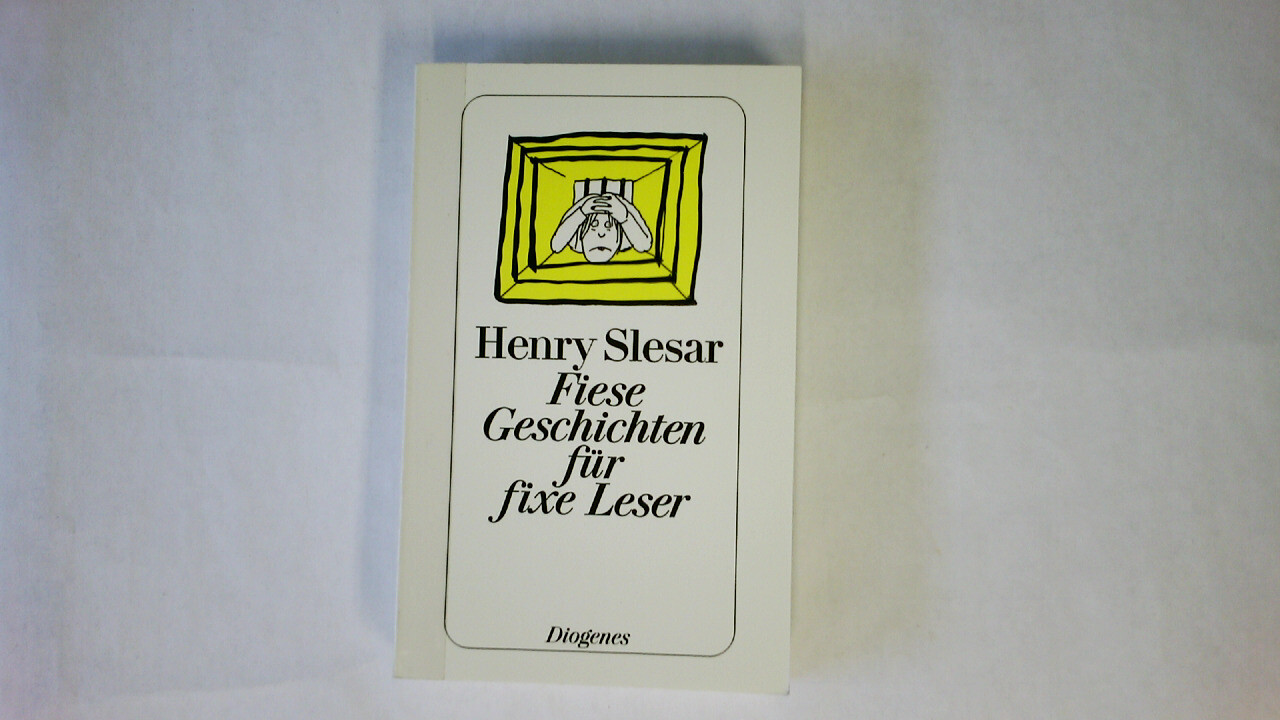 Henry Slesar
Fiese
Geschichten
für
fixe Leser
Diogenes